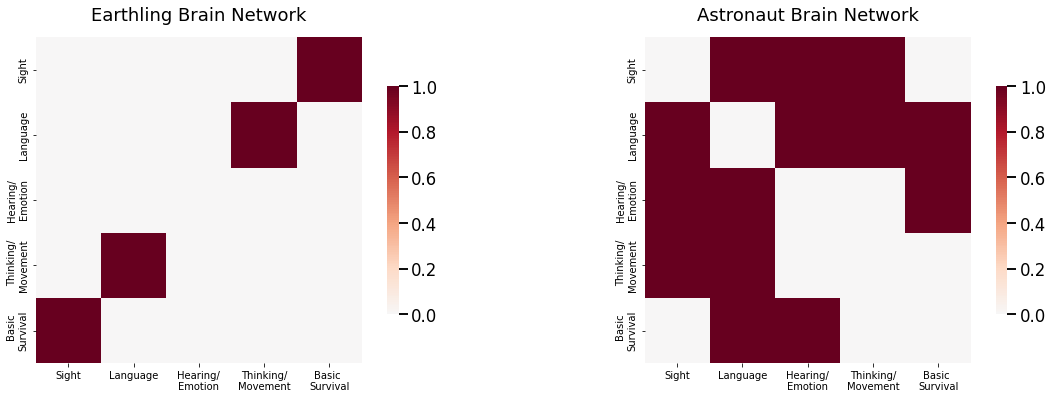 Earthling Brain Network
Sight
Language
Hearing/
Emotion
Thinking/
Movement
Basic
Survival
Sight
Language
Hearing/
Emotion
Thinking/
Movement
Basic
Survival
1.0
0.8
0.6
0.4
0.2
0.0
Astronaut Brain Network
Sight
Language
Hearing/
Emotion
Thinking/
Movement
Basic
Survival
Sight
Language
Hearing/
Emotion
Thinking/
Movement
Basic
Survival
1.0
0.8
0.6
0.4
0.2
0.0